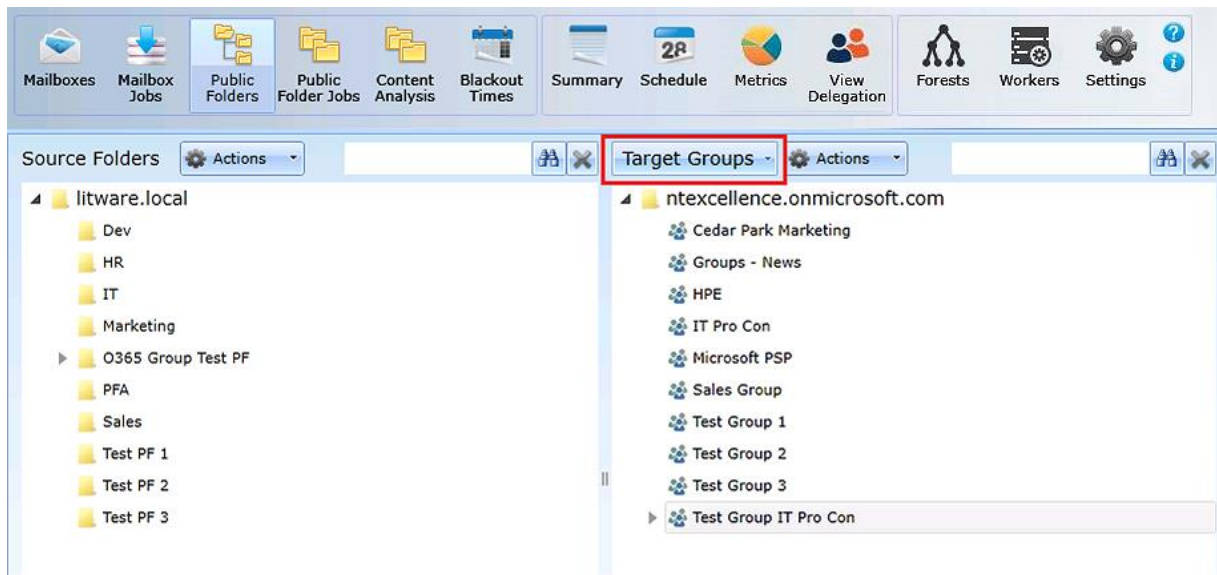 Mailboxes
Mailbox Jobs
Public Folders
Public Folder Jobs
Content Analysis
Blackout Times
Summary
28
Schedule
Metrics
View Delegation
Forests
Workers
Settings
Source Folders
Actions
Target Groups
Actions
litware.local
Dev
HR
IT
Marketing
O365 Group Test PF
PFA
Sales
Test PF 1
Test PF 2
Test PF 3
ntexcellence.onmicrosoft.com
Cedar Park Marketing
Groups - News
HPE
IT Pro Con
Microsoft PSP
Sales Group
Test Group 1
Test Group 2
Test Group 3
Test Group IT Pro Con